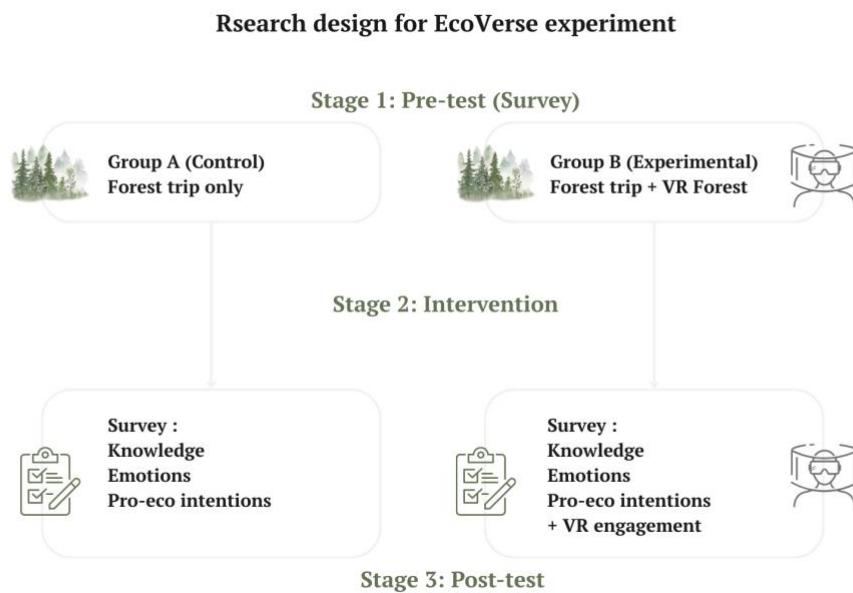 Rsearch design for EcoVerse experiment
Stage 1: Pre-test (Survey)
Group A (Control)
Forest trip only
Group B (Experimental)
Forest trip + VR Forest
Stage 2: Intervention
Survey :
Knowledge
Emotions
Pro-eco intentions
Survey :
Knowledge
Emotions
Pro-eco intentions
+ VR engagement
Stage 3: Post-test